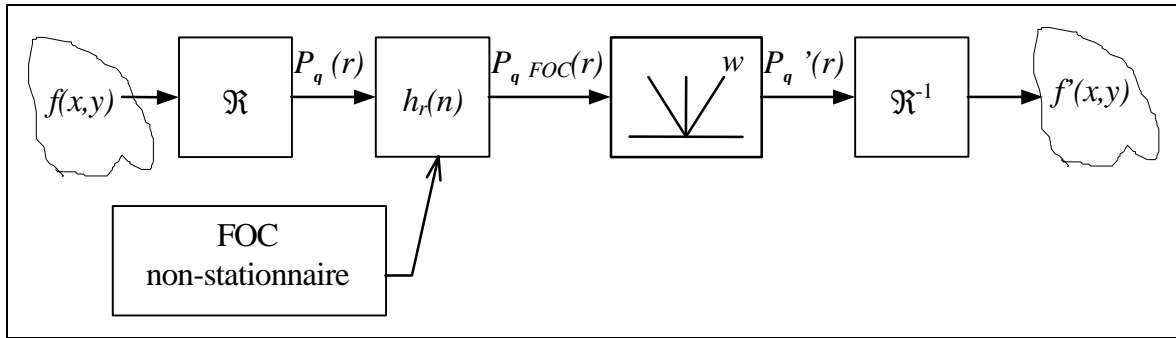 f(x,y)
ℜ
P_q (r)
h_r(n)
P_q FOC(r)
w
P_q ’(r)
ℜ^-1
f’(x,y)
FOC
non-stationnaire